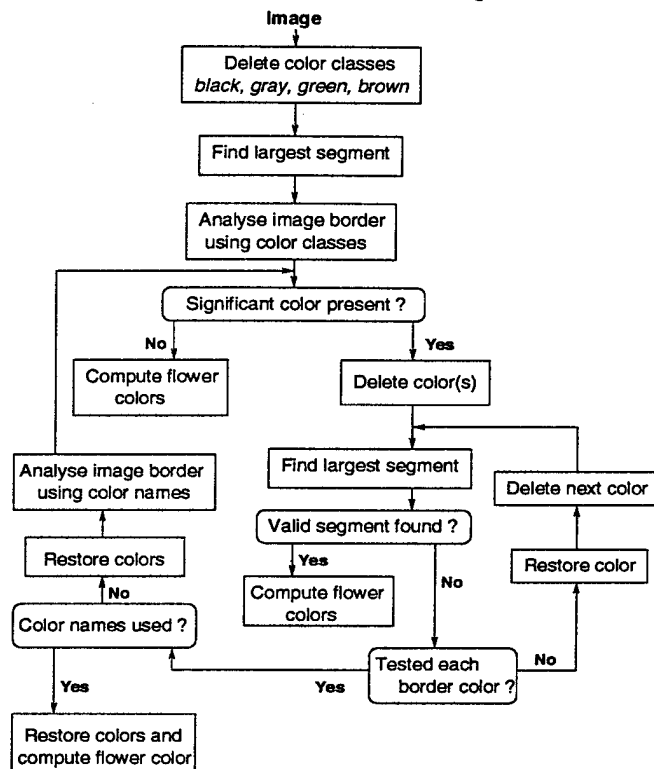 Image
Delete color classes
black, gray, green, brown
Find largest segment
Analyse image border
using color classes
Significant color present ?
No
Yes
Compute flower
colors
Delete color(s)
Analyse image border
using color names
Find largest segment
Delete next color
Valid segment found ?
Restore colors
Yes
No
Restore color
Compute flower
colors
No
Color names used ?
Tested each
border color ?
No
Yes
Yes
Restore colors and
compute flower color